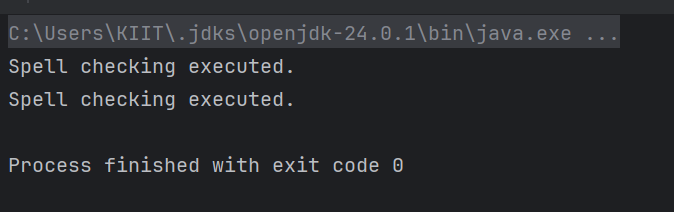 C:\Users\KIIT\.jdks\openjdk-24.0.1\bin\java.exe ...
Spell checking executed.
Spell checking executed.
Process finished with exit code 0